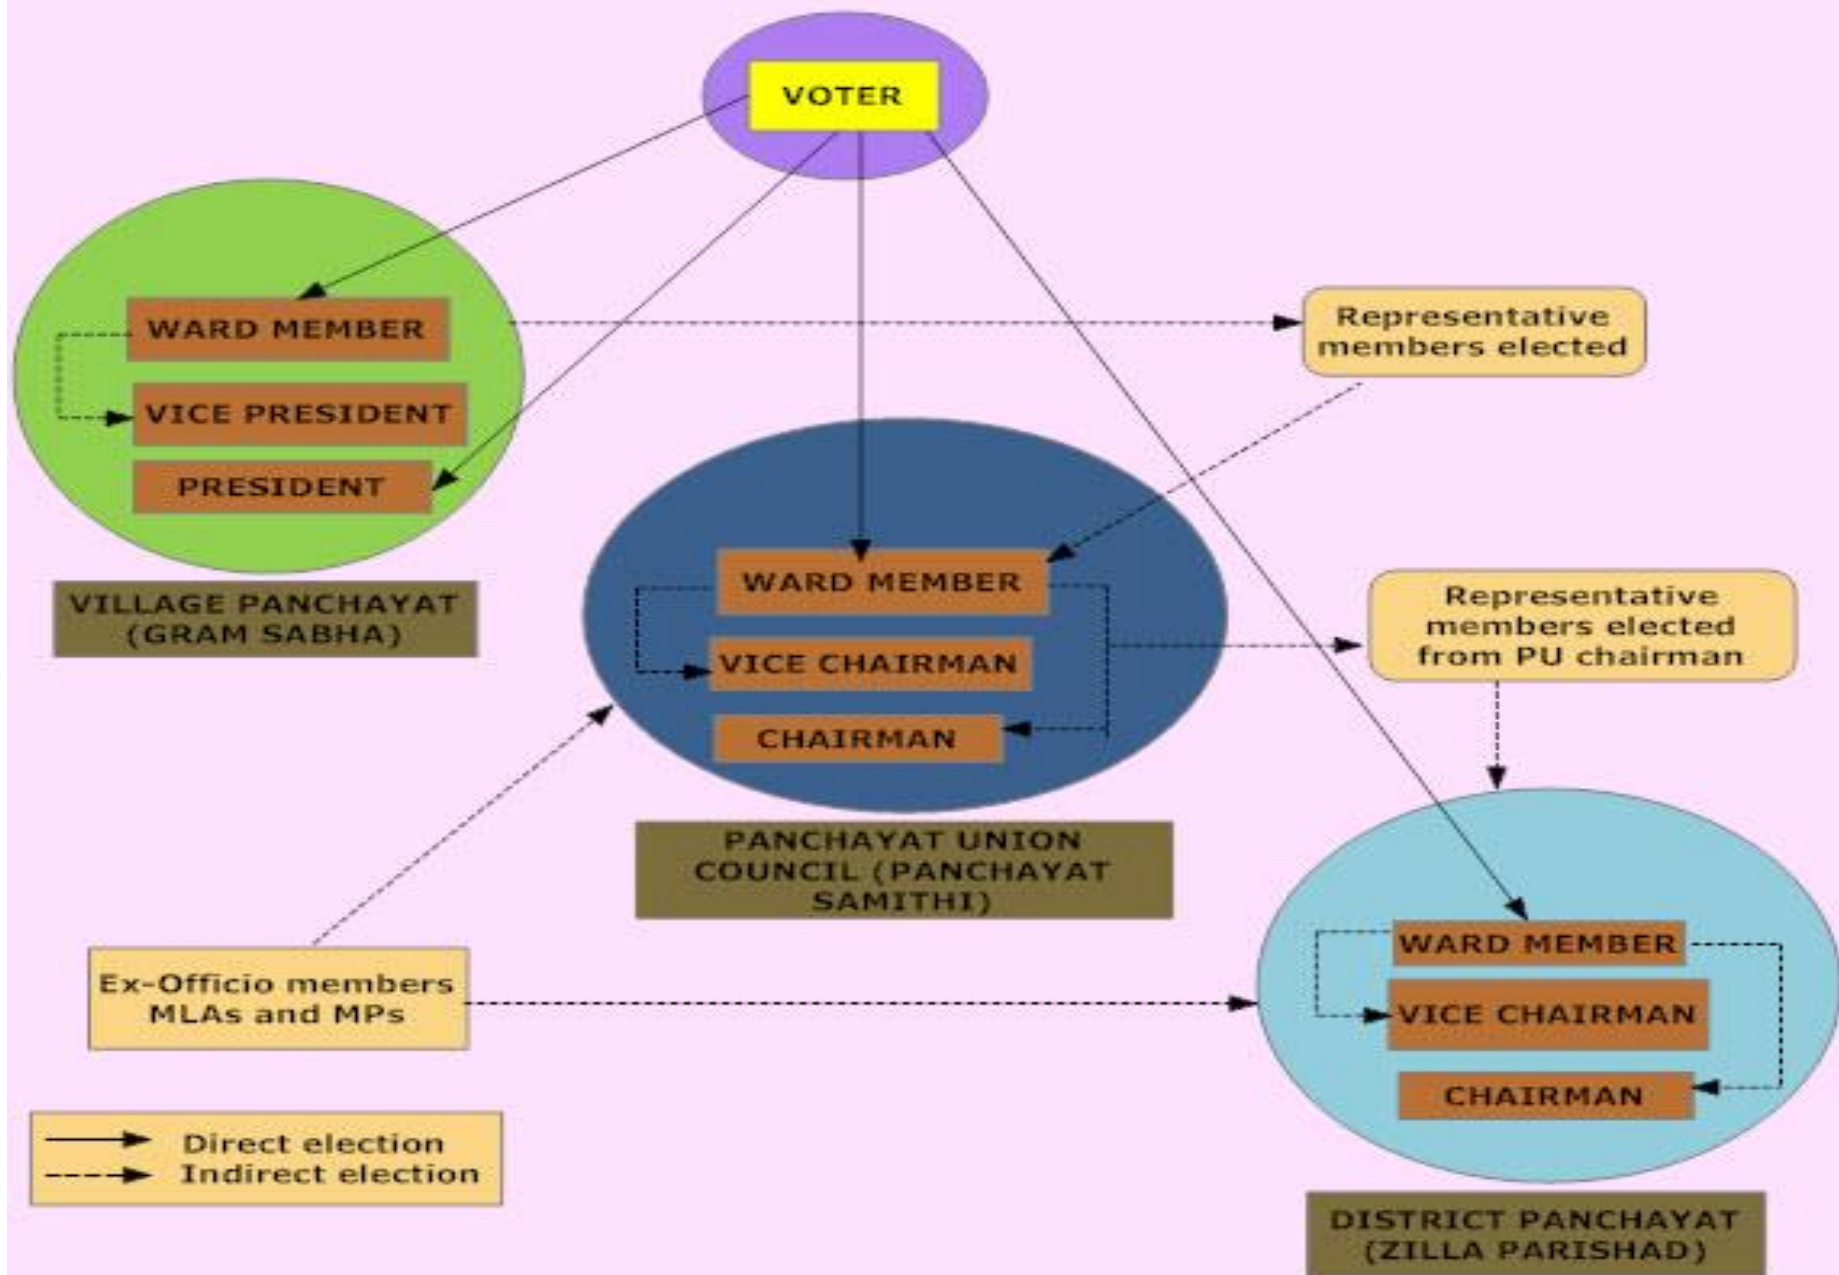 VOTER
WARD MEMBER
VICE PRESIDENT
PRESIDENT
VILLAGE PANCHAYAT
(GRAM SABHA)
Representative
members elected
WARD MEMBER
VICE CHAIRMAN
CHAIRMAN
PANCHAYAT UNION
COUNCIL (PANCHAYAT
SAMITHI)
Representative
members elected
from PU chairman
Ex-Officio members
MLAs and MPs
WARD MEMBER
VICE CHAIRMAN
CHAIRMAN
DISTRICT PANCHAYAT
(ZILLA PARISHAD)
Direct election
Indirect election